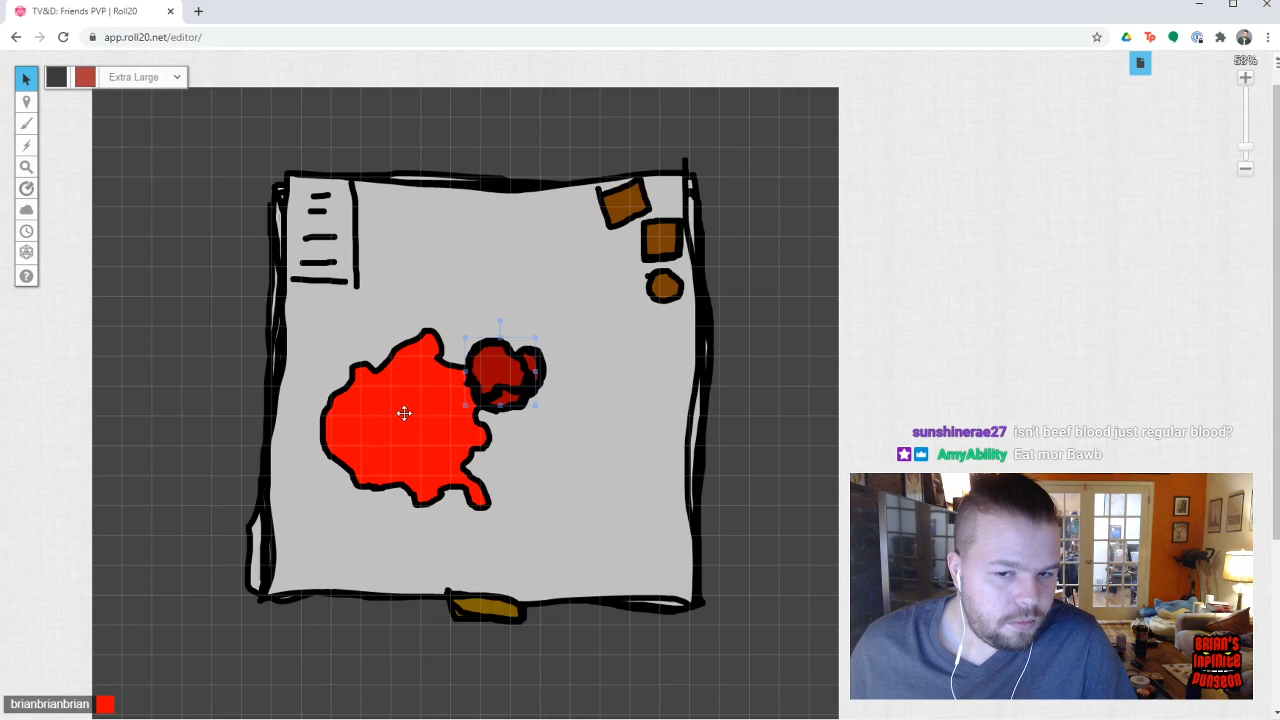 TV&D: Friends PVP | Roll20
app.roll20.net/editor/
Extra Large
58%
sunshinerae27 isn't beef blood just regular blood?
AmyAbility Eat mor Bawb
BRIAN'S
INFINITE
DUNGEON
brianbrianbrian